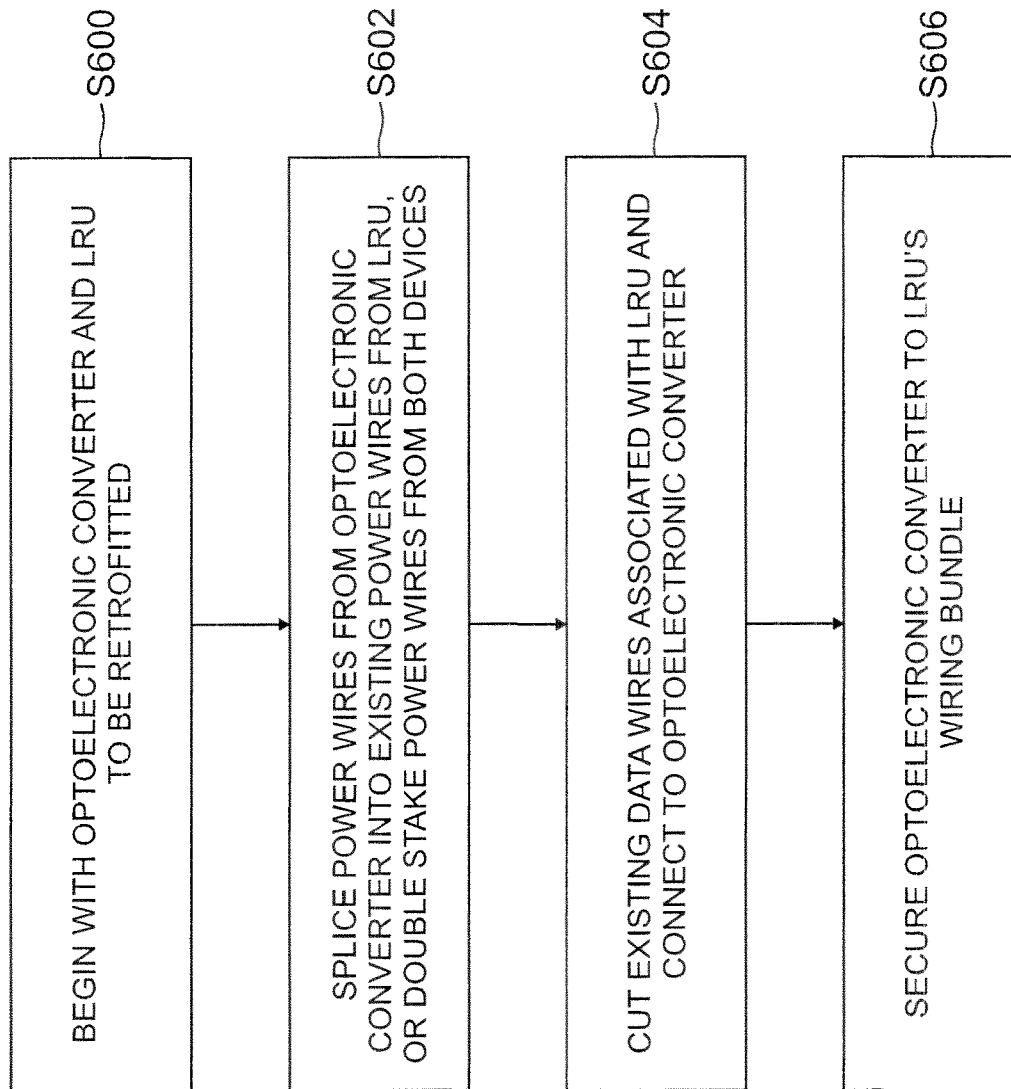 BEGIN WITH OPTOELECTRONIC CONVERTER AND LRU
TO BE RETROFITTED
S600
SPLICE POWER WIRES FROM OPTOELECTRONIC
CONVERTER INTO EXISTING POWER WIRES FROM LRU,
OR DOUBLE STAKE POWER WIRES FROM BOTH DEVICES
S602
CUT EXISTING DATA WIRES ASSOCIATED WITH LRU AND
CONNECT TO OPTOELECTRONIC CONVERTER
S604
SECURE OPTOELECTRONIC CONVERTER TO LRU'S
WIRING BUNDLE
S606